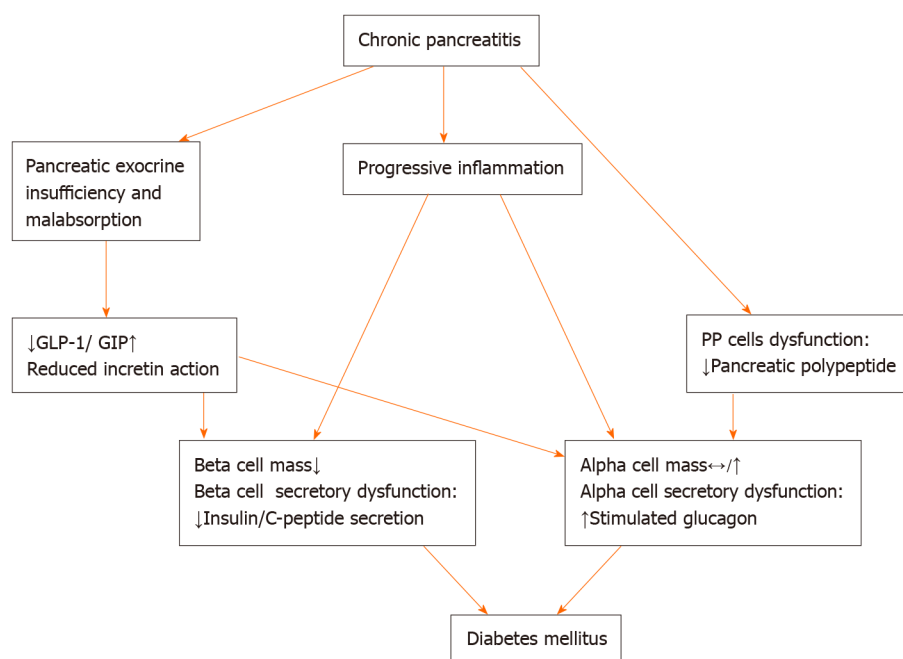 Chronic pancreatitis
Pancreatic exocrine
insufficiency and
malabsorption
Progressive inflammation
↓GLP-1/ GIP↑
Reduced incretin action
PP cells dysfunction:
↓Pancreatic polypeptide
Beta cell mass↓
Beta cell  secretory dysfunction:
↓Insulin/C-peptide secretion
Alpha cell mass↔/↑
Alpha cell secretory dysfunction:
↑Stimulated glucagon
Diabetes mellitus